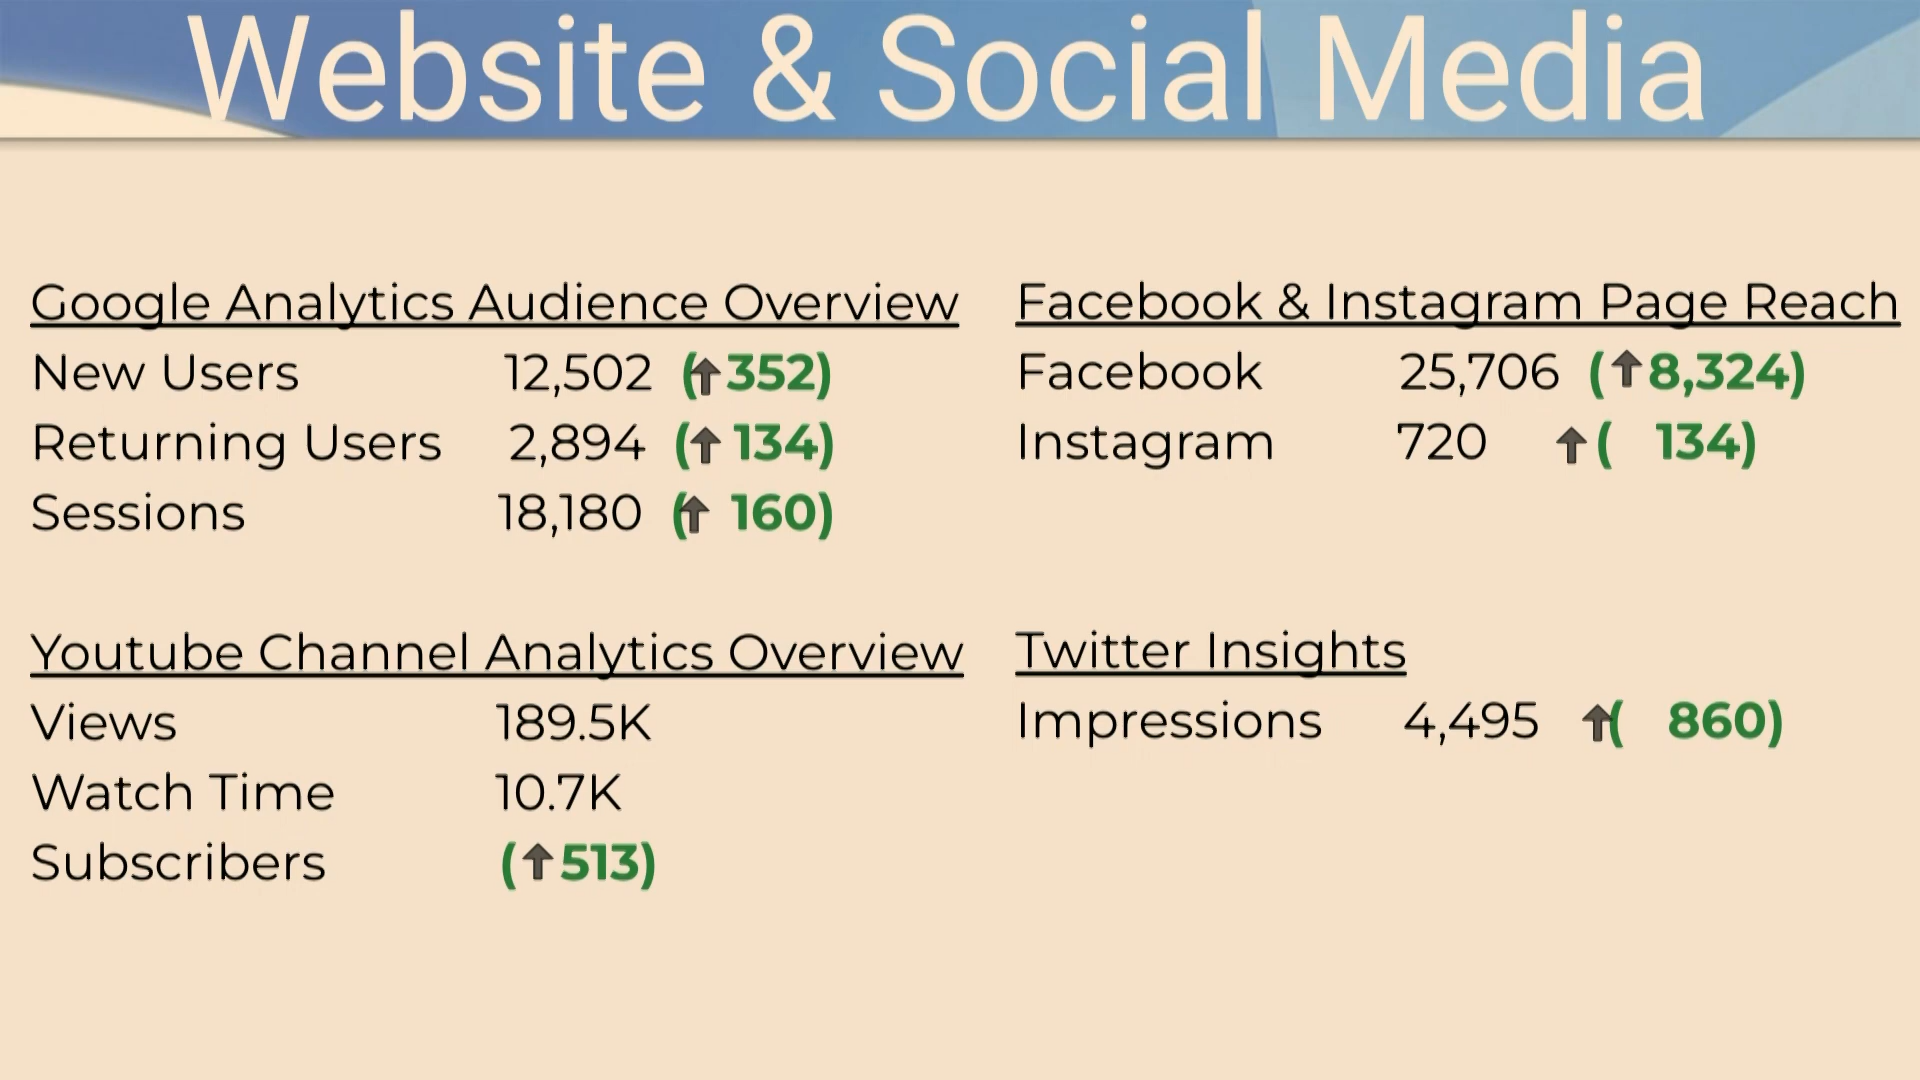 Website & Social Media
Google Analytics Audience Overview
New Users 12,502 (↑352)
Returning Users 2,894 (↑ 134)
Sessions 18,180 (↑ 160)
Youtube Channel Analytics Overview
Views 189.5K
Watch Time 10.7K
Subscribers (↑513)
Facebook & Instagram Page Reach
Facebook 25,706 (↑8,324)
Instagram 720 ↑( 134)
Twitter Insights
Impressions 4,495 ↑( 860)